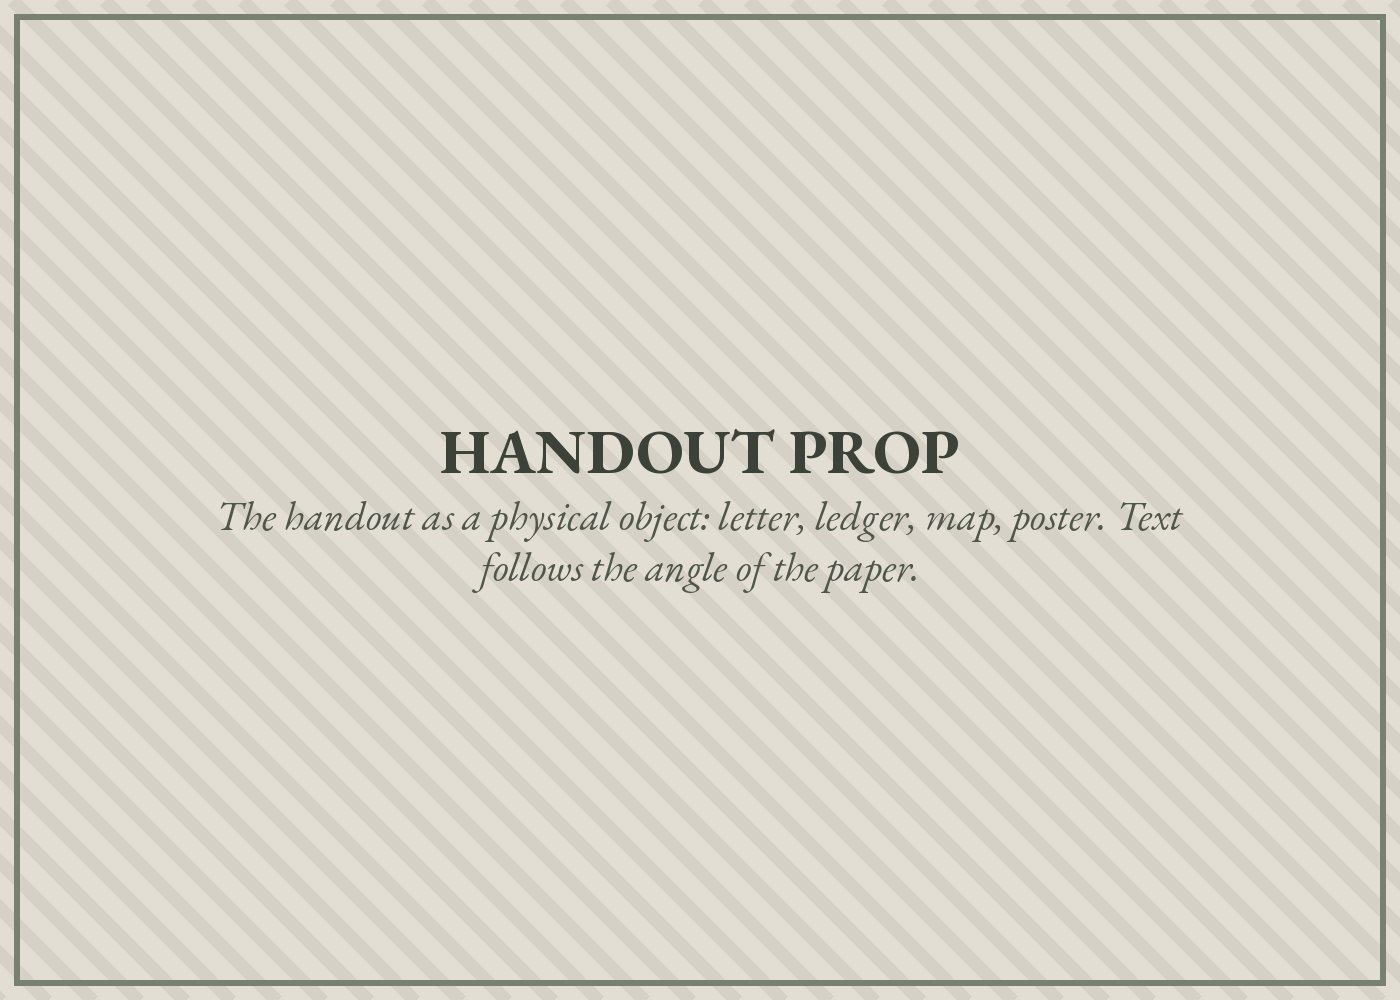 HANDOUT PROP
The handout as a physical object: letter, ledger, map, poster. Text
follows the angle of the paper.